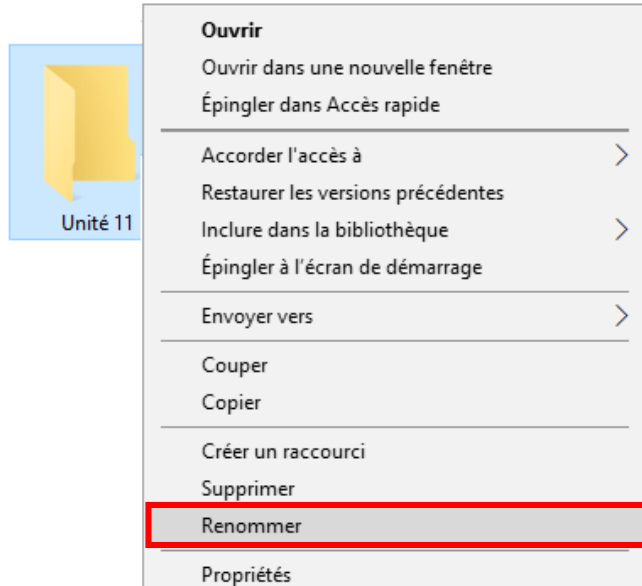 Ouvrir
Ouvrir dans une nouvelle fenêtre
Épingler dans Accès rapide
Accorder l'accès à
Restaurer les versions précédentes
Unité 11
Inclure dans la bibliothèque
Épingler à l'écran de démarrage
Envoyer vers
Couper
Copier
Créer un raccourci
Supprimer
Renommer
Propriétés